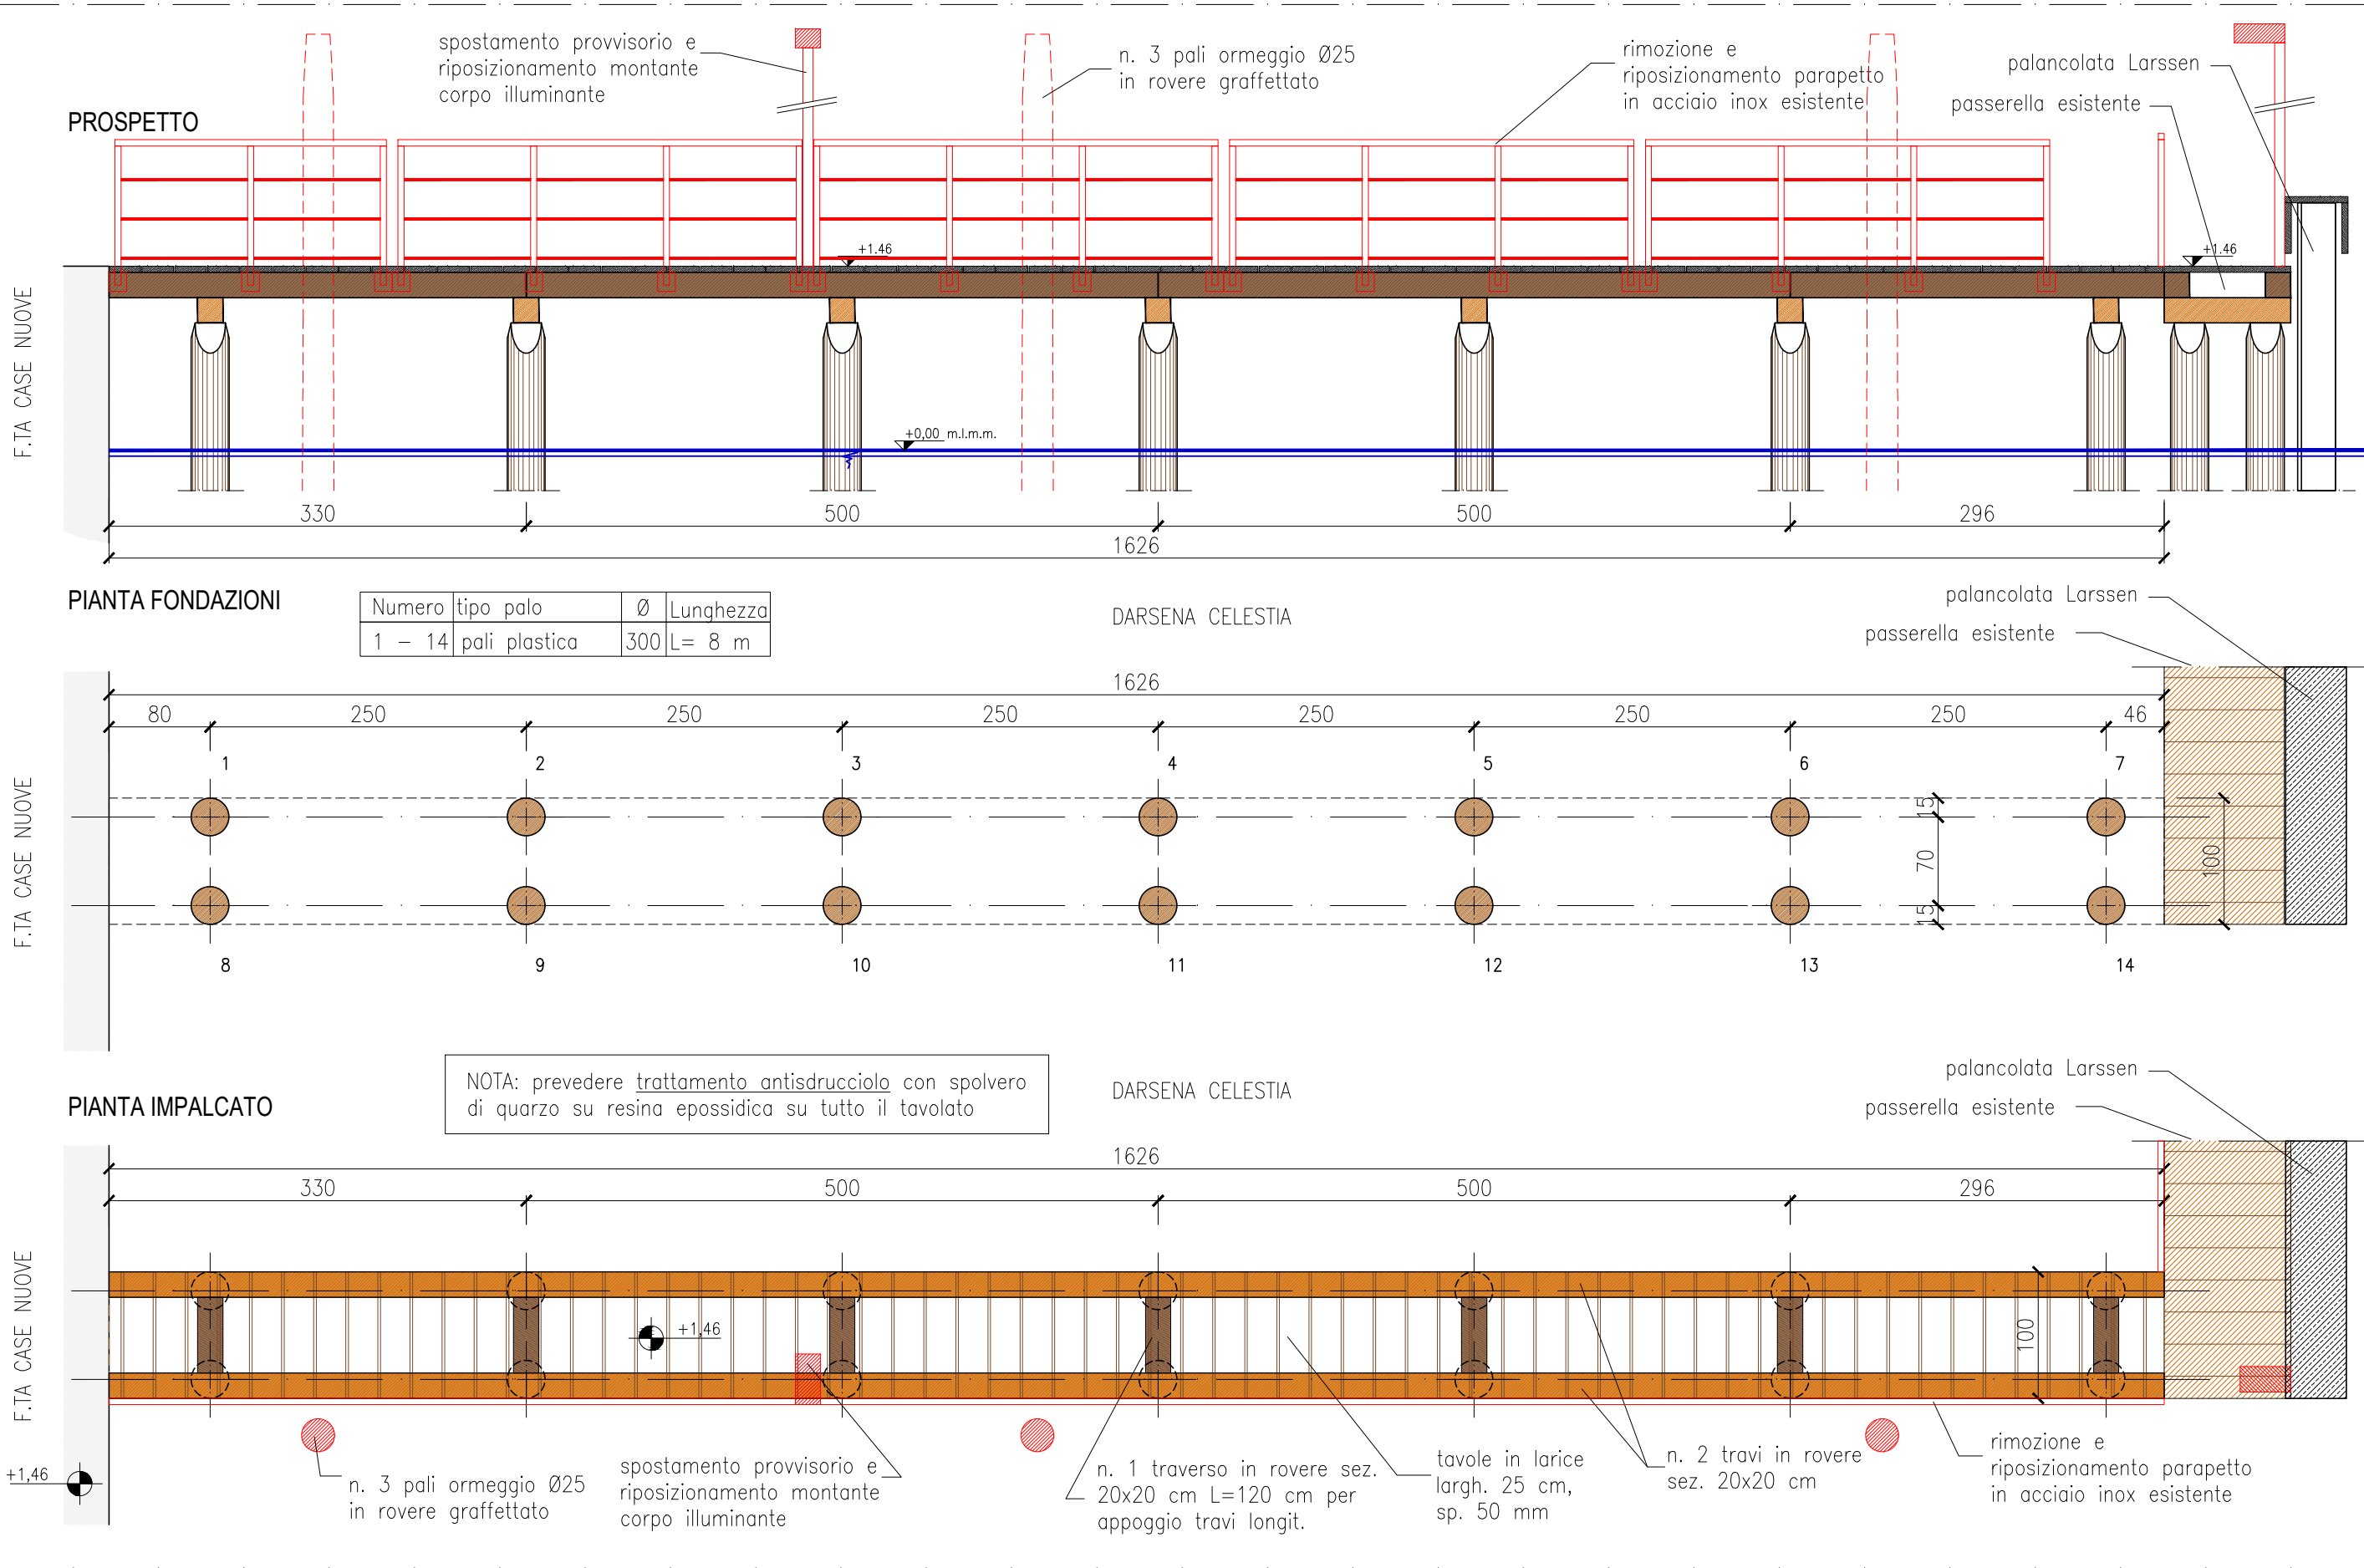 spostamento provvisorio e
riposizionamento montante
corpo illuminante
n. 3 pali ormeggio Ø25
in rovere graffettato
rimozione e
riposizionamento parapetto
in acciaio inox esistente
palancolata Larssen
passerella esistente
PROSPETTO
+1.46
+1.46
F.TA CASE NUOVE
+0,00 m.l.m.m.
330
500
500
296
1626
PIANTA FONDAZIONI
Numero tipo palo Ø Lunghezza
1 – 14 pali plastica 300 L= 8 m
DARSENA CELESTIA
palancolata Larssen
passerella esistente
1626
80
250
250
250
250
250
250
46
1
2
3
4
5
6
7
F.TA CASE NUOVE
15
70
15
100
8
9
10
11
12
13
14
PIANTA IMPALCATO
NOTA: prevedere trattamento antisdrucciolo con spolvero
di quarzo su resina epossidica su tutto il tavolato
DARSENA CELESTIA
palancolata Larssen
passerella esistente
1626
330
500
500
296
F.TA CASE NUOVE
+1,46
100
+1,46
n. 3 pali ormeggio Ø25
in rovere graffettato
spostamento provvisorio e
riposizionamento montante
corpo illuminante
n. 1 traverso in rovere sez.
20x20 cm L=120 cm per
appoggio travi longit.
tavole in larice
largh. 25 cm,
sp. 50 mm
n. 2 travi in rovere
sez. 20x20 cm
rimozione e
riposizionamento parapetto
in acciaio inox esistente